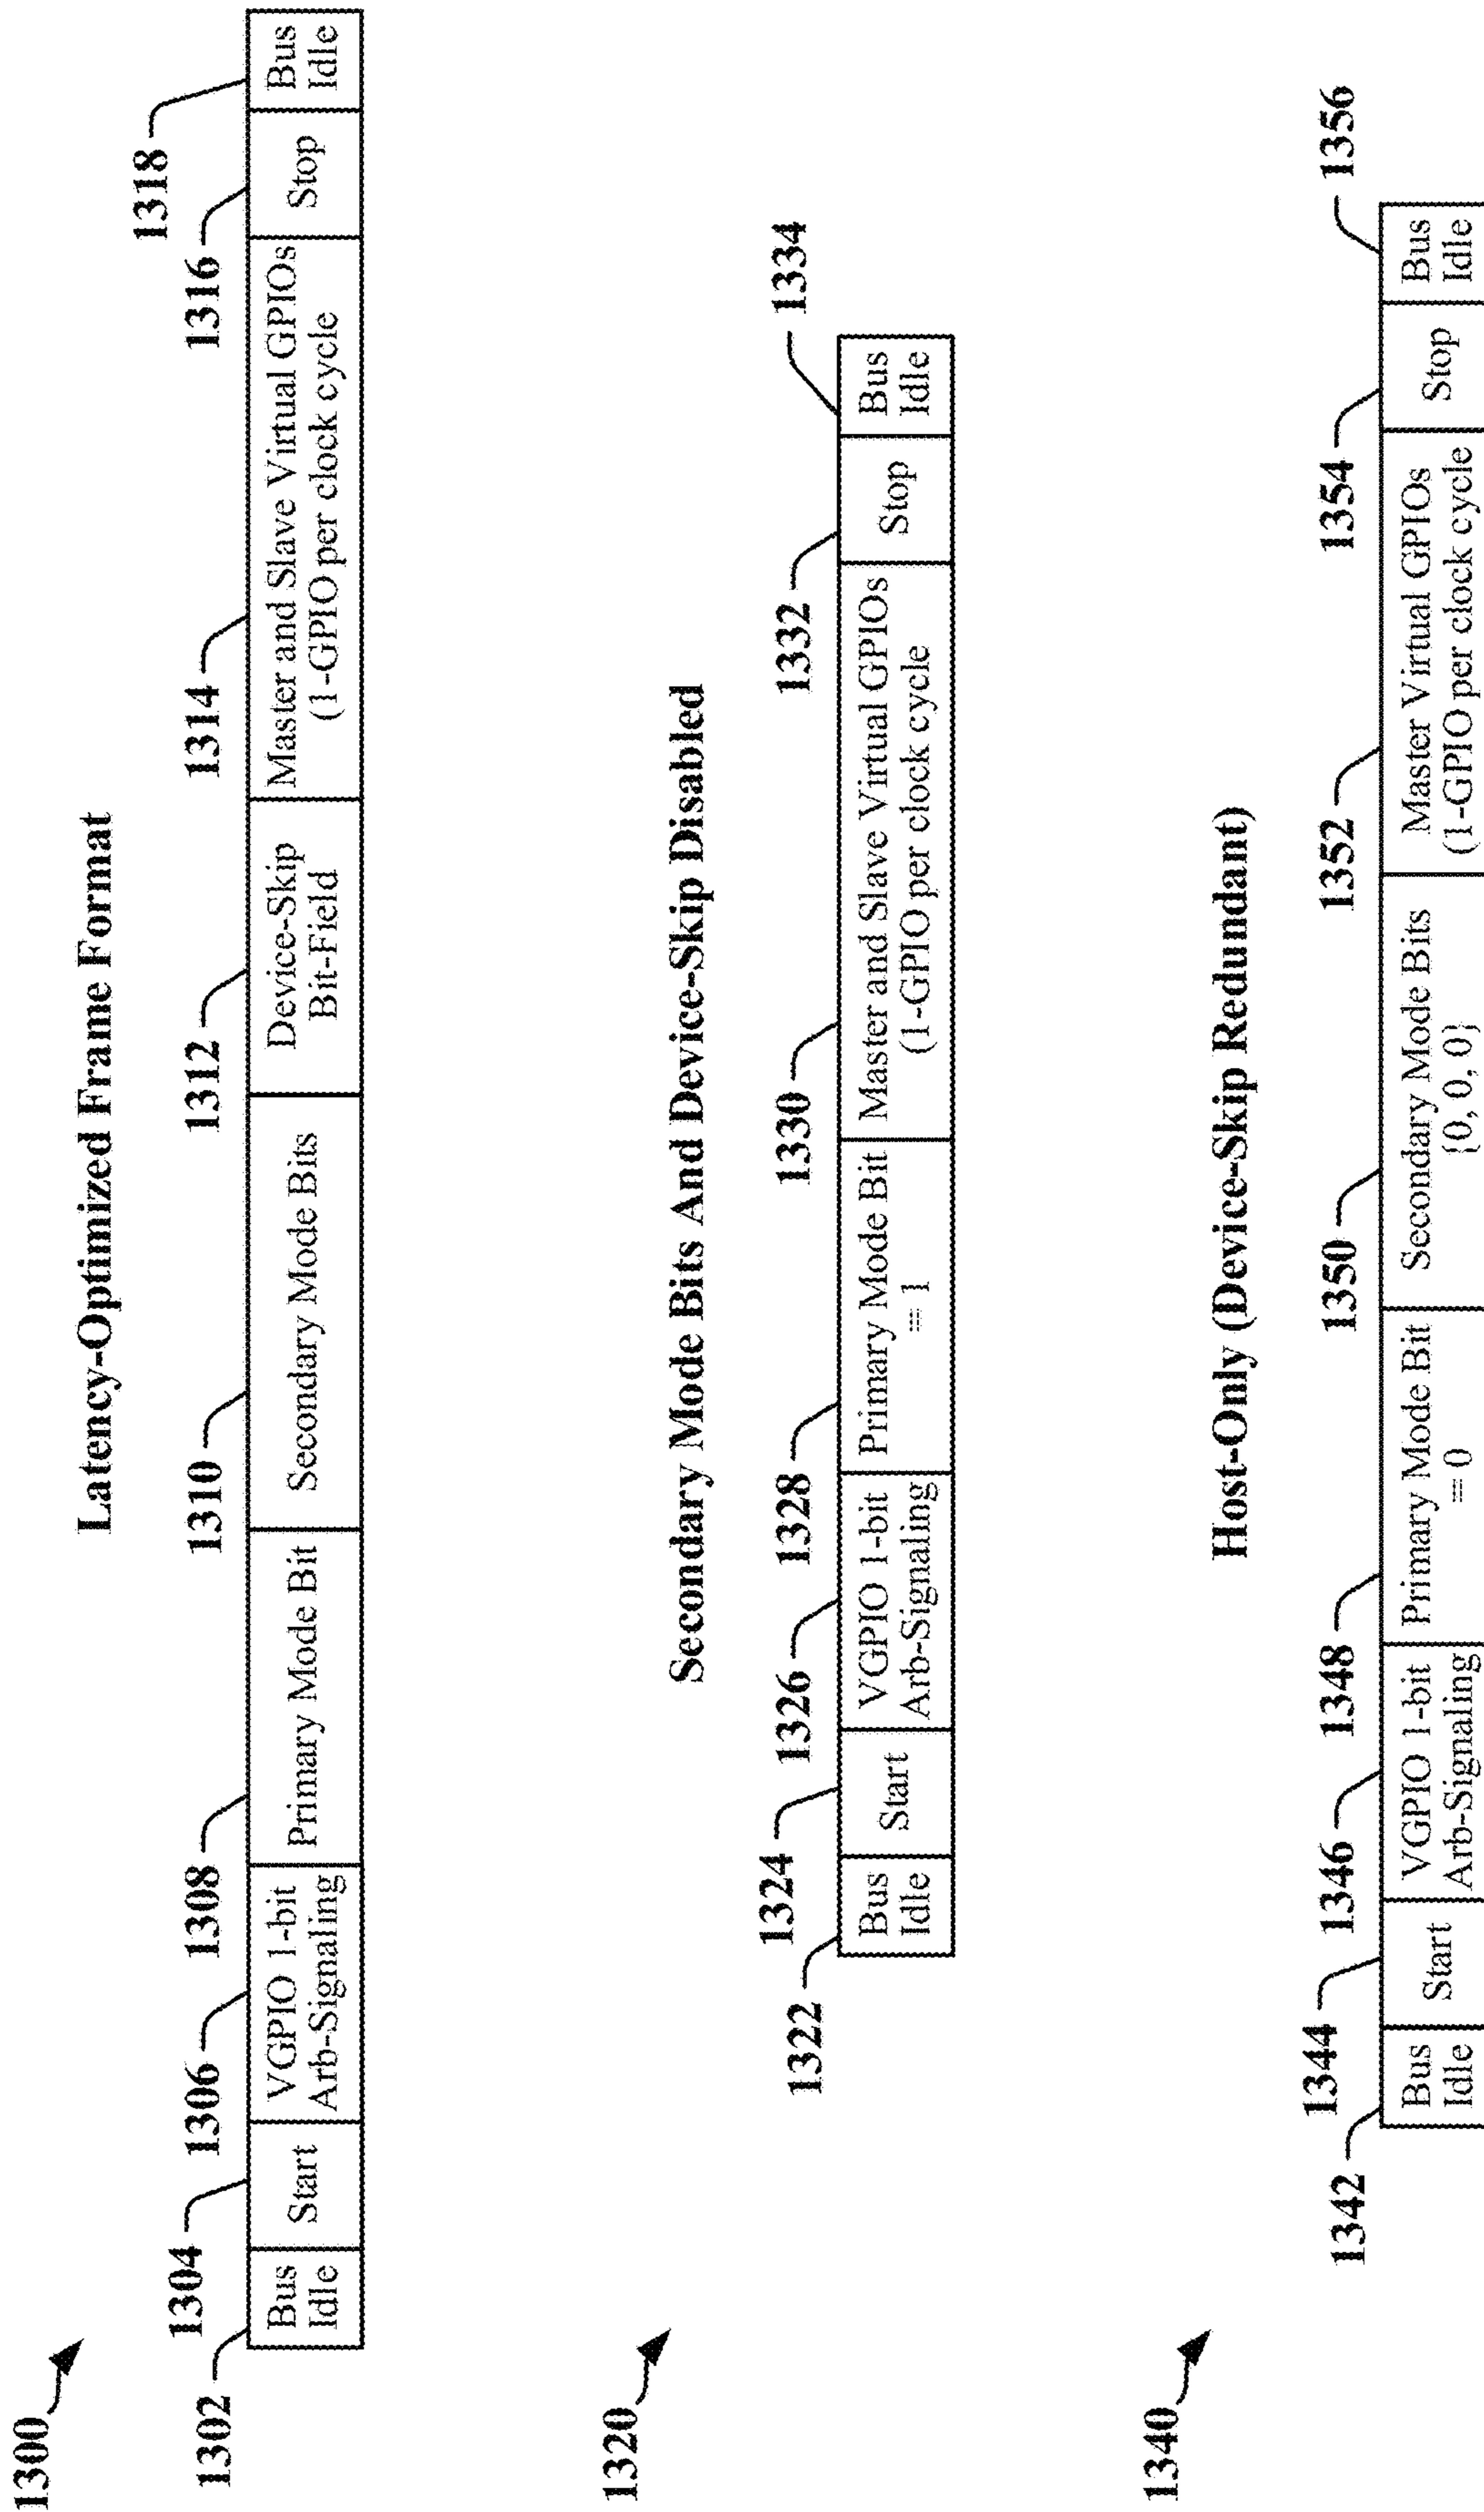 1300
Latency-Optimized Frame Format
1302
1304
1306
1308
1310
1312
1314
1316
1318
Bus
Idle
Start
VGPIO 1-bit
Arb-Signaling
Primary Mode Bit
Secondary Mode Bits
Device-Skip
Bit-Field
Master and Slave Virtual GPIOs
(1-GPIO per clock cycle
Stop
Bus
Idle
1320
Secondary Mode Bits And Device-Skip Disabled
1322
1324
1326
1328
1330
1332
1334
Bus
Idle
Start
VGPIO 1-bit
Arb-Signaling
Primary Mode Bit
= 1
Master and Slave Virtual GPIOs
(1-GPIO per clock cycle
Stop
Bus
Idle
1340
Host-Only (Device-Skip Redundant)
1342
1344
1346
1348
1350
1352
1354
1356
Bus
Idle
Start
VGPIO 1-bit
Arb-Signaling
Primary Mode Bit
= 0
Secondary Mode Bits
{0, 0, 0}
Master Virtual GPIOs
(1-GPIO per clock cycle
Stop
Bus
Idle